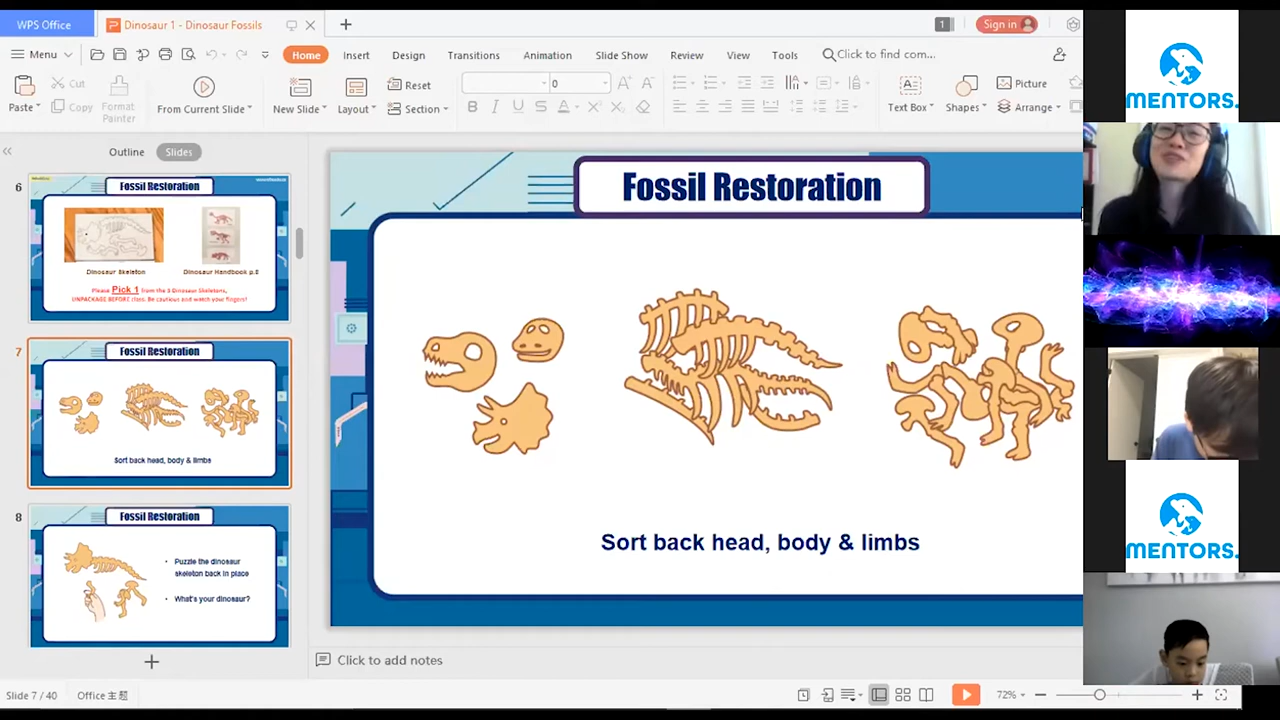 WPS Office
Dinosaur 1 - Dinosaur Fossils
1
Sign in
Menu
Home
Insert
Design
Transitions
Animation
Slide Show
Review
View
Tools
Click to find com...
Paste
Cut
Copy
Format
Painter
From Current Slide
New Slide
Layout
Reset
Section
0
B I U S A
Text Box
Shapes
Picture
Arrange
Outline
Slides
6
Fossil Restoration
Dinosaur Skeleton
Dinosaur Handbook p.8
Please Pick 1 from the 3 Dinosaur Skeletons,
UNPACKAGE BEFORE class. Be cautious and watch your fingers!
7
Fossil Restoration
Sort back head, body & limbs
8
Fossil Restoration
• Puzzle the dinosaur
skeleton back in place
• What's your dinosaur?
Fossil Restoration
Sort back head, body & limbs
Click to add notes
Slide 7 / 40
Office 主题
72%
MENTORS.
MENTORS.